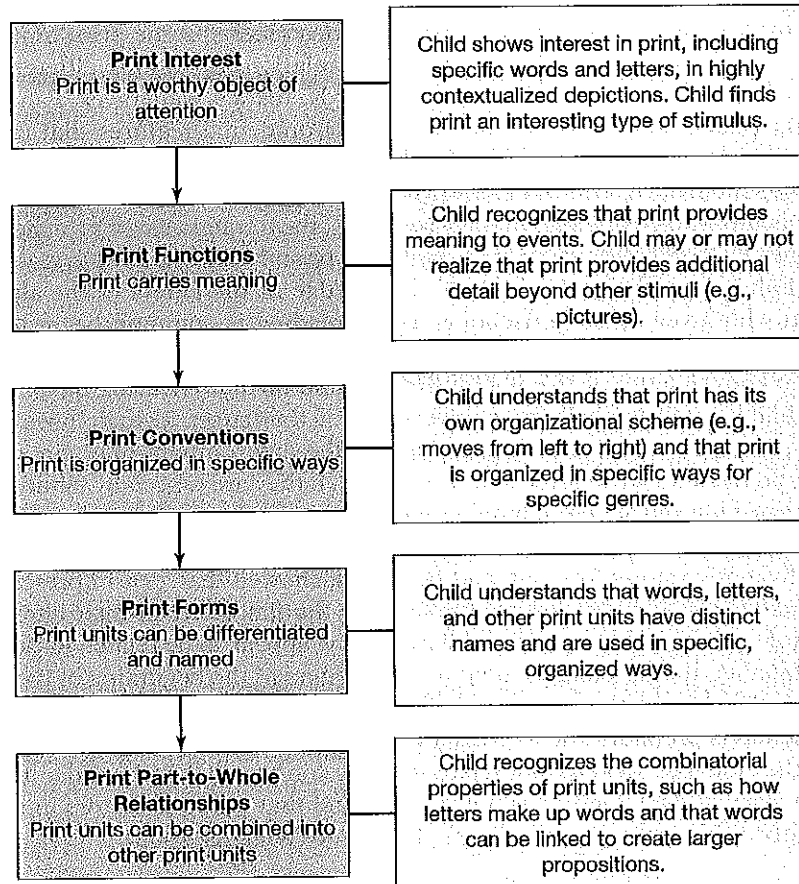 Print Interest
Print is a worthy object of
attention
Child shows interest in print, including
specific words and letters, in highly
contextualized depictions. Child finds
print an interesting type of stimulus.
Print Functions
Print carries meaning
Child recognizes that print provides
meaning to events. Child may or may not
realize that print provides additional
detail beyond other stimuli (e.g.,
pictures).
Print Conventions
Print is organized in specific ways
Child understands that print has its
own organizational scheme (e.g.,
moves from left to right) and that print
is organized in specific ways for
specific genres.
Print Forms
Print units can be differentiated
and named
Child understands that words, letters,
and other print units have distinct
names and are used in specific,
organized ways.
Print Part-to-Whole
Relationships
Print units can be combined into
other print units
Child recognizes the combinatorial
properties of print units, such as how
letters make up words and that words
can be linked to create larger
propositions.